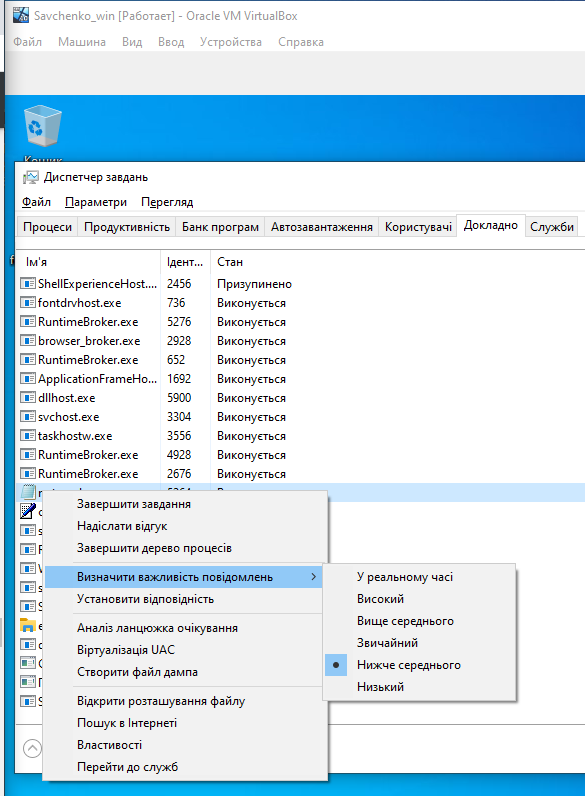 Savchenko_win [Работает] - Oracle VM VirtualBox
Файл Машина Вид Ввод Устройства Справка
Кошик
Диспетчер завдань
Файл Параметри Перегляд
Процеси Продуктивність Банк програм Автозавантаження Користувачі Докладно Служби
Ім'я Ідент... Стан
ShellExperienceHost.... 2456 Призупинено
fontdrvhost.exe 736 Виконується
RuntimeBroker.exe 5276 Виконується
browser_broker.exe 2928 Виконується
RuntimeBroker.exe 652 Виконується
ApplicationFrameHo... 1692 Виконується
dllhost.exe 5900 Виконується
svchost.exe 3304 Виконується
taskhostw.exe 3556 Виконується
RuntimeBroker.exe 4928 Виконується
RuntimeBroker.exe 2676 Виконується
Завершити завдання
Надіслати відгук
Завершити дерево процесів
Визначити важливість повідомлень
Установити відповідність
Аналіз ланцюжка очікування
Віртуалізація UAC
Створити файл дампа
Відкрити розташування файлу
Пошук в Інтернеті
Властивості
Перейти до служб
У реальному часі
Високий
Вище середнього
Звичайний
Нижче середнього
Низький